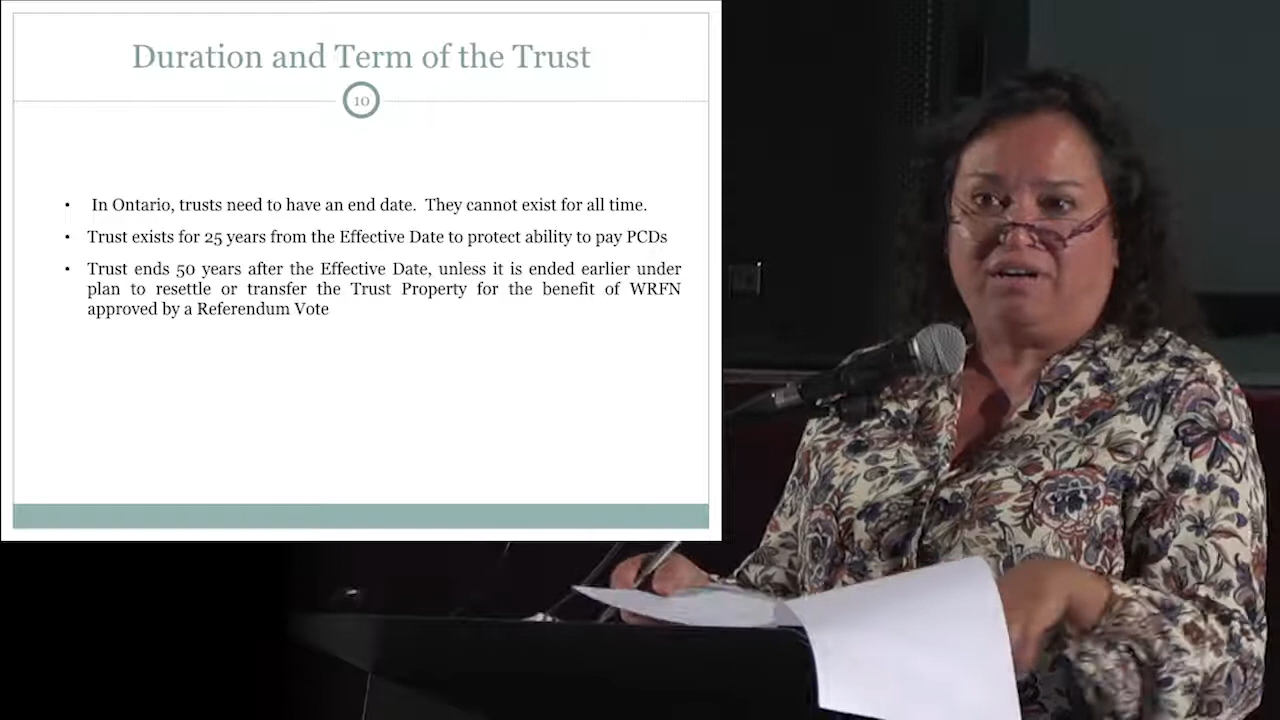 Duration and Term of the Trust
10
• In Ontario, trusts need to have an end date. They cannot exist for all time.
• Trust exists for 25 years from the Effective Date to protect ability to pay PCDs
• Trust ends 50 years after the Effective Date, unless it is ended earlier under
plan to resettle or transfer the Trust Property for the benefit of WRFN
approved by a Referendum Vote